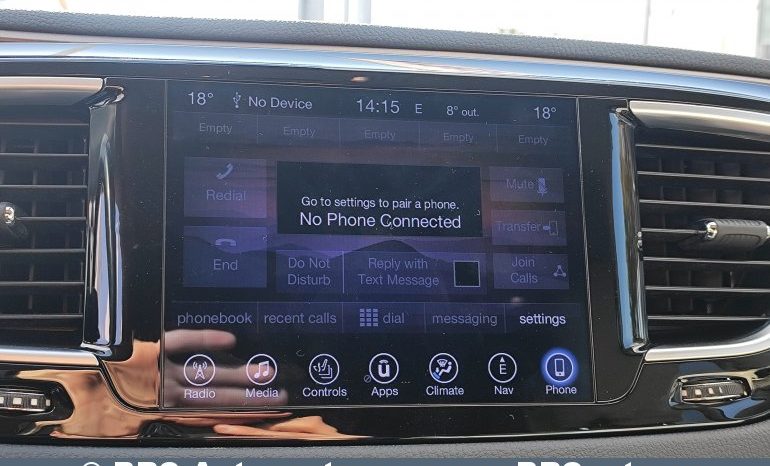 18° No Device 14:15 E 8° out. 18°
Empty Empty Empty Empty Empty
Redial
Go to settings to pair a phone.
No Phone Connected
Mute
Transfer
End
Do Not
Disturb
Reply with
Text Message
Join
Calls
phonebook recent calls dial messaging settings
Radio Media Controls Apps Climate E Nav Phone